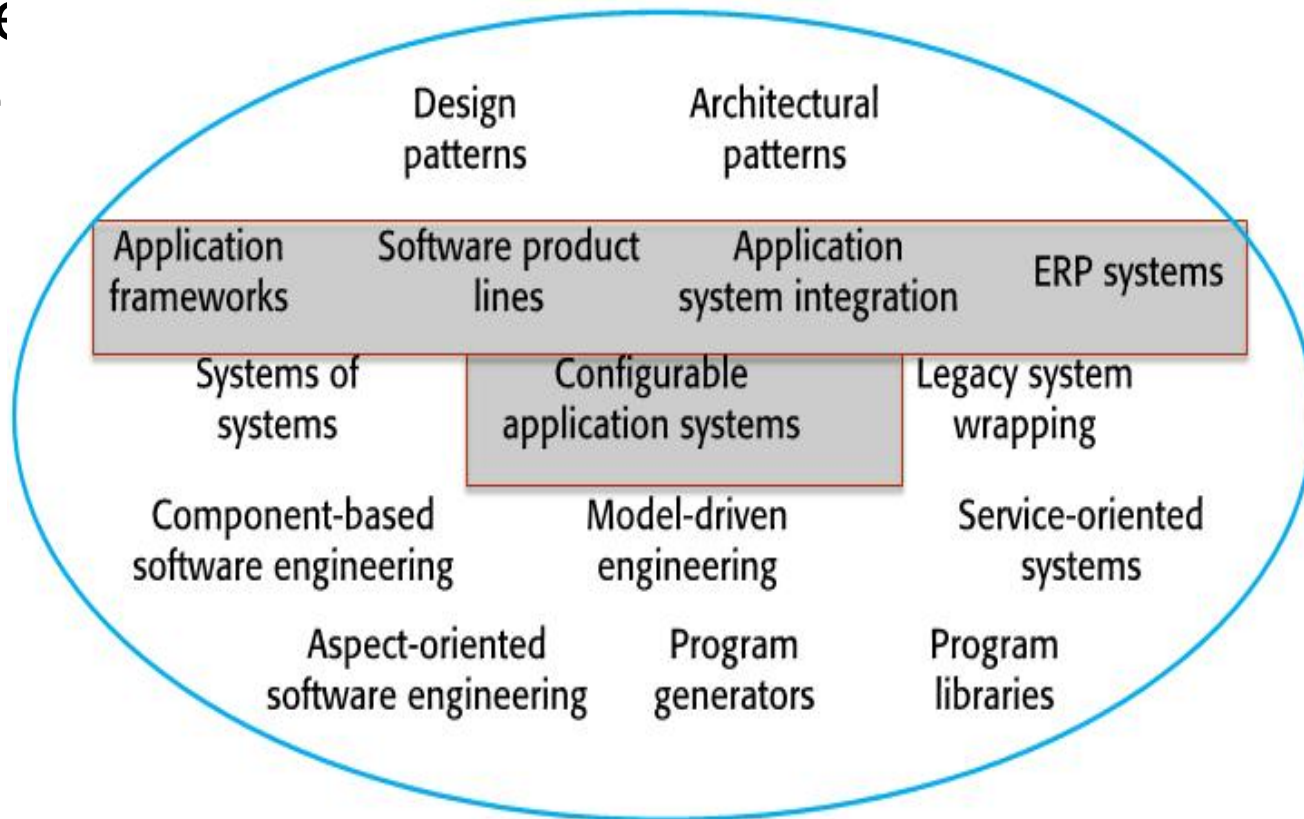 Design
patterns
Architectural
patterns
Application
frameworks
Software product
lines
Application
system integration
ERP systems
Systems of
systems
Configurable
application systems
Legacy system
wrapping
Component-based
software engineering
Model-driven
engineering
Service-oriented
systems
Aspect-oriented
software engineering
Program
generators
Program
libraries